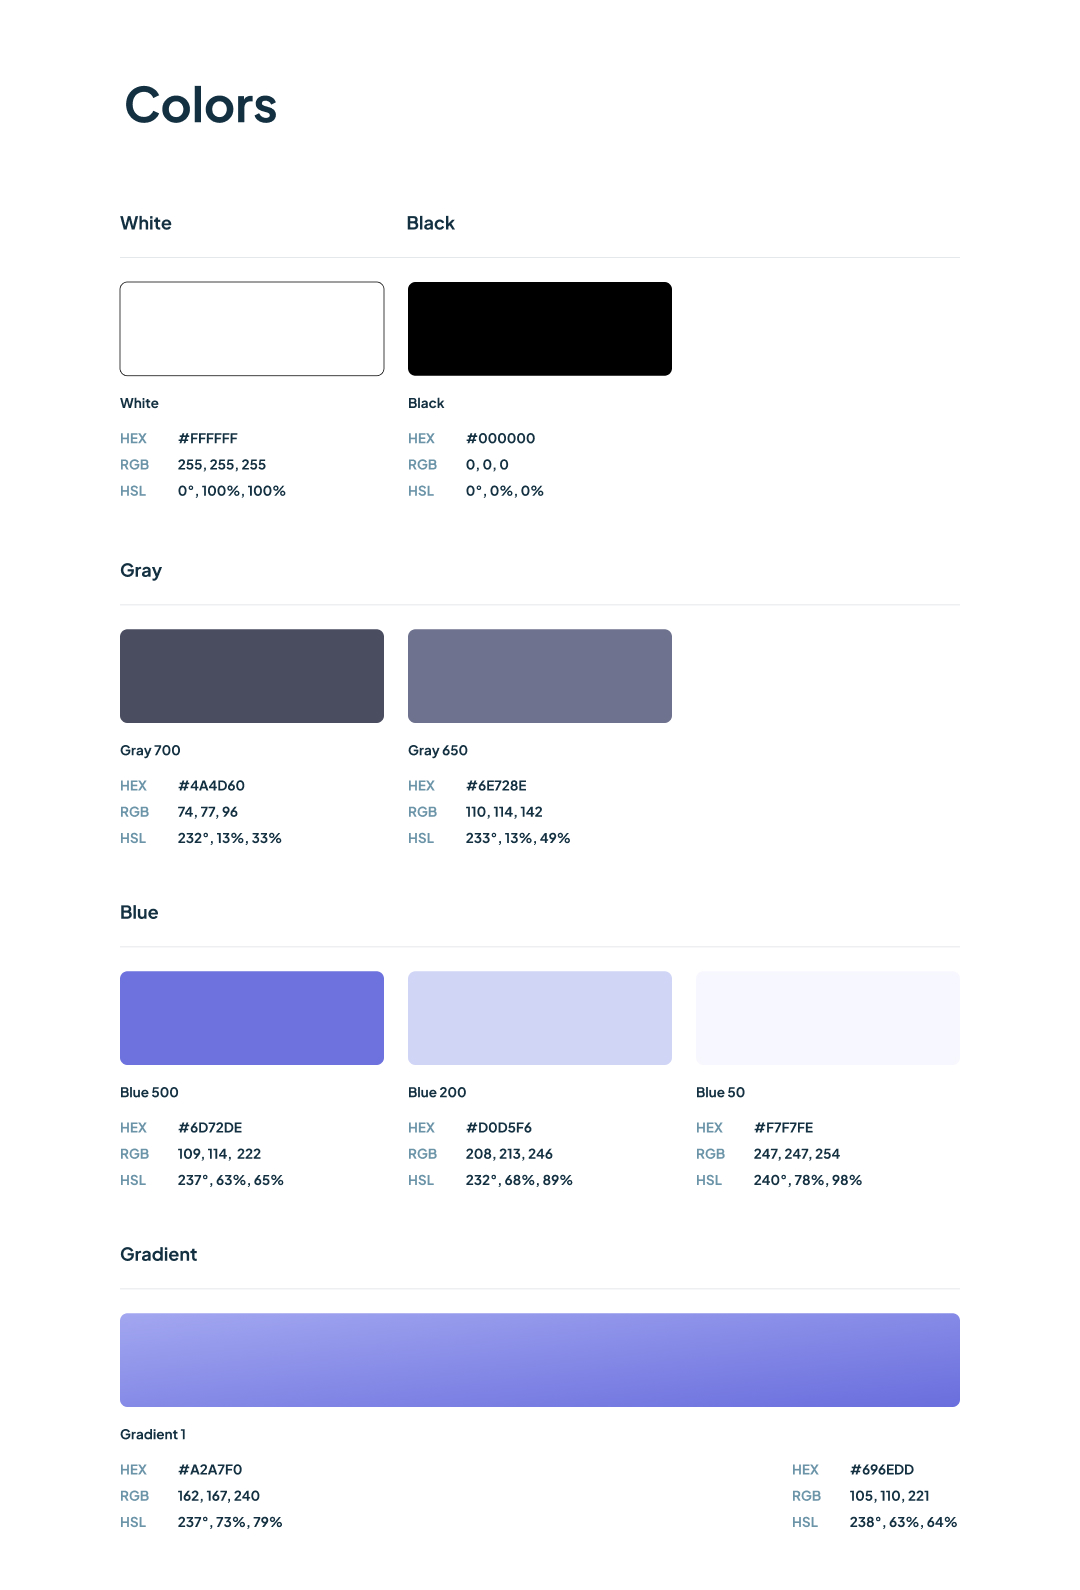 Colors
White Black
White Black
HEX #FFFFFF HEX #000000
RGB 255, 255, 255 RGB 0, 0, 0
HSL 0°, 100%, 100% HSL 0°, 0%, 0%
Gray
Gray 700 Gray 650
HEX #4A4D60 HEX #6E728E
RGB 74, 77, 96 RGB 110, 114, 142
HSL 232°, 13%, 33% HSL 233°, 13%, 49%
Blue
Blue 500 Blue 200 Blue 50
HEX #6D72DE HEX #D0D5F6 HEX #F7F7FE
RGB 109, 114, 222 RGB 208, 213, 246 RGB 247, 247, 254
HSL 237°, 63%, 65% HSL 232°, 68%, 89% HSL 240°, 78%, 98%
Gradient
Gradient 1
HEX #A2A7F0 HEX #696EDD
RGB 162, 167, 240 RGB 105, 110, 221
HSL 237°, 73%, 79% HSL 238°, 63%, 64%